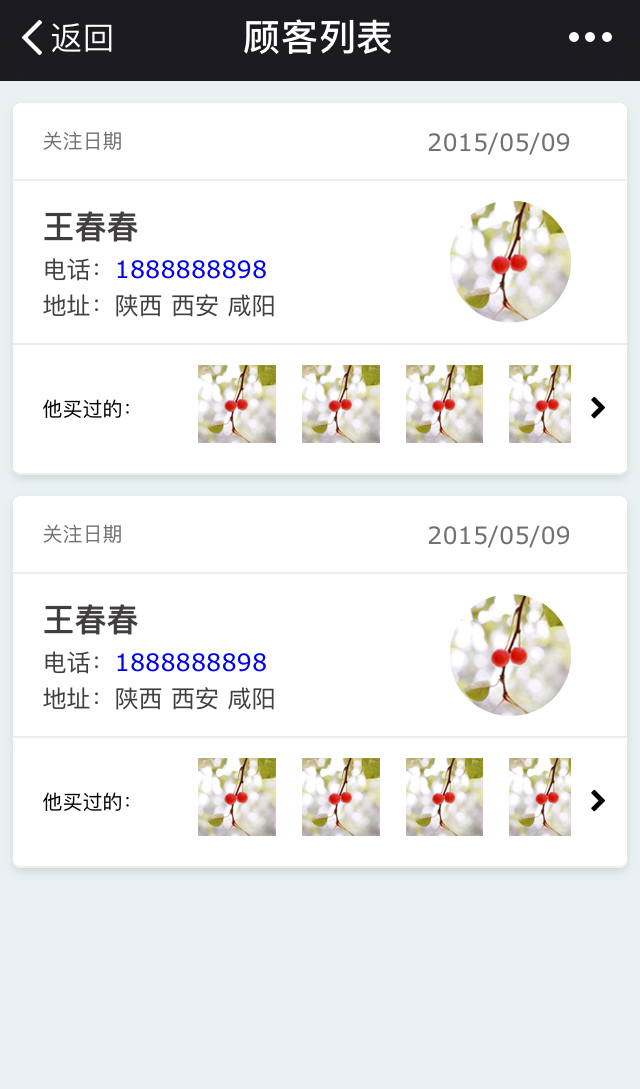 返回 顾客列表
关注日期 2015/05/09
王春春
电话：1888888898
地址：陕西 西安 咸阳
他买过的：
关注日期 2015/05/09
王春春
电话：1888888898
地址：陕西 西安 咸阳
他买过的：